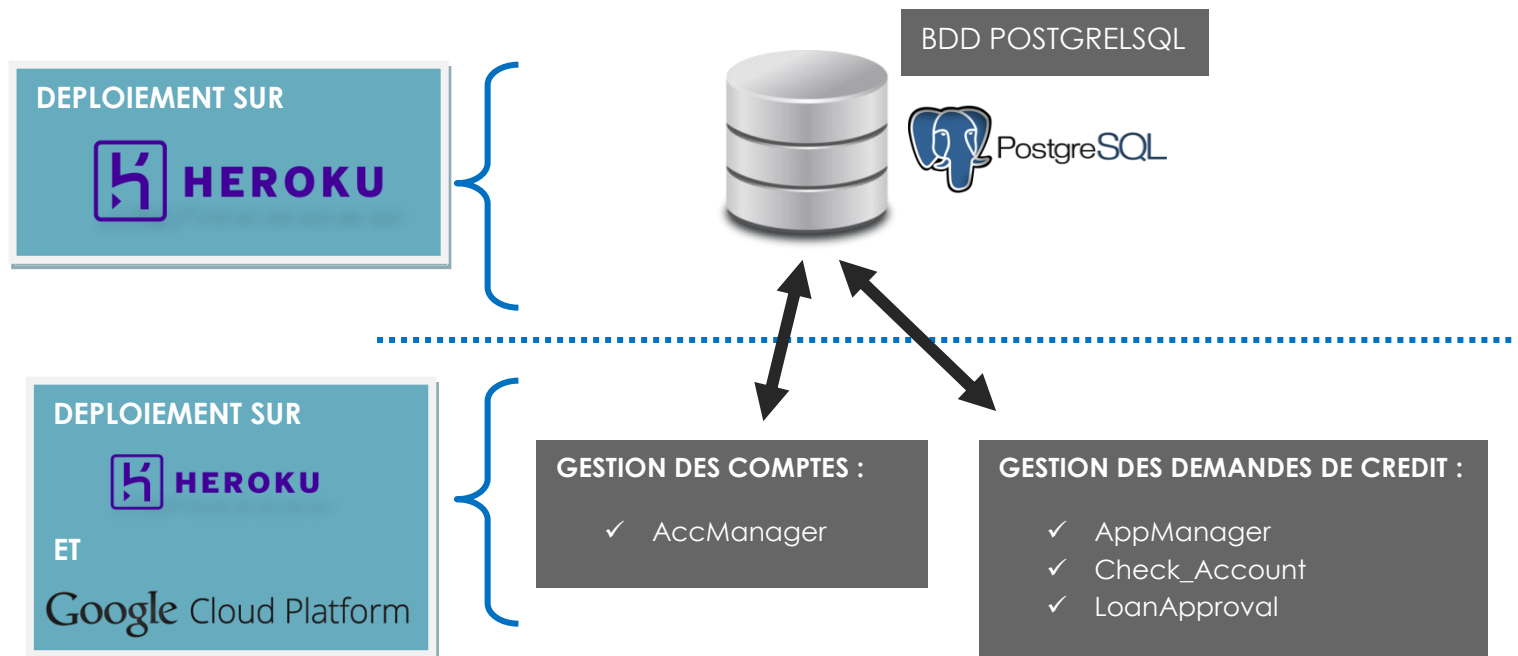 BDD POSTGRELSQL
DEPLOIEMENT SUR
HEROKU
PostgreSQL
DEPLOIEMENT SUR
HEROKU
ET
Google Cloud Platform
GESTION DES COMPTES :
✓ AccManager
GESTION DES DEMANDES DE CREDIT :
✓ AppManager
✓ Check_Account
✓ LoanApproval